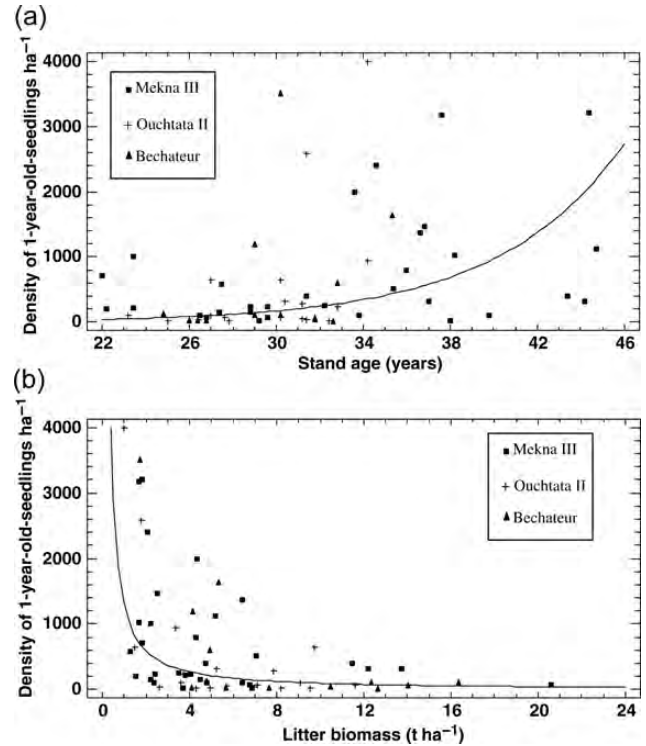 (a)
Density of 1-year-old-seedlings ha⁻¹
4000
3000
2000
1000
0
Mekna III
Ouchtata II
Bechateur
22 26 30 34 38 42 46
Stand age (years)
(b)
Density of 1-year-old-seedlings ha⁻¹
4000
3000
2000
1000
0
Mekna III
Ouchtata II
Bechateur
0 4 8 12 16 20 24
Litter biomass (t ha⁻¹)